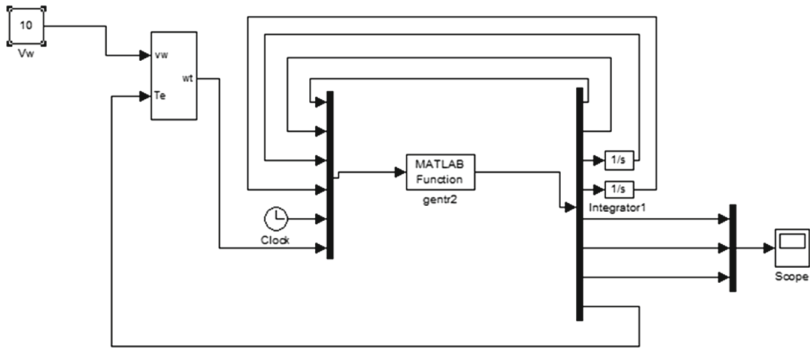 10
Vw
vw
wt
Te
MATLAB
Function
gentr2
1/s
1/s
Integrator1
Clock
Scope